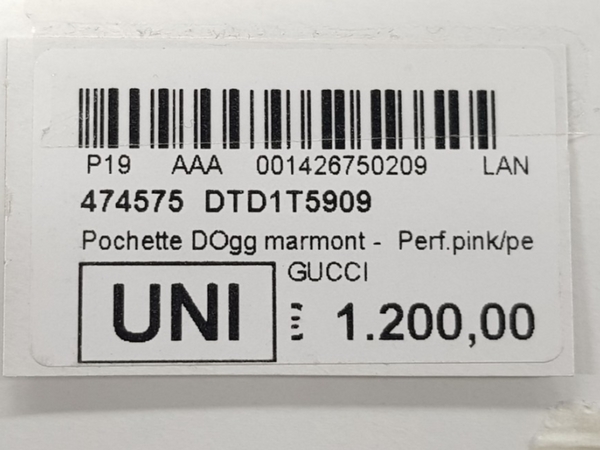 P19 AAA 001426750209 LAN
474575 DTD1T5909
Pochette DOgg marmont - Perf.pink/pe
GUCCI
UNI € 1.200,00